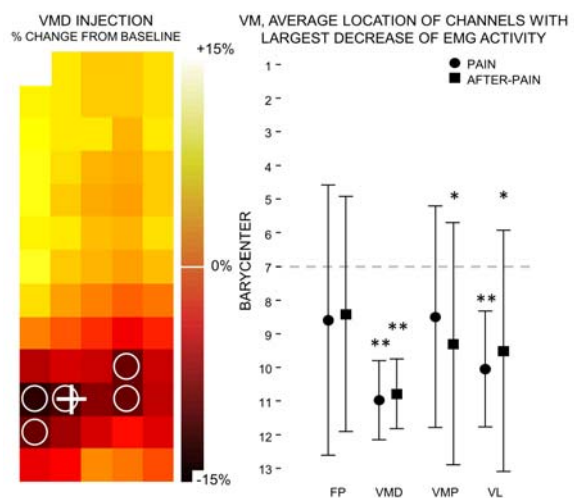 VMD INJECTION
% CHANGE FROM BASELINE
+15%
0%
-15%
VM, AVERAGE LOCATION OF CHANNELS WITH
LARGEST DECREASE OF EMG ACTIVITY
PAIN
AFTER-PAIN
BARYCENTER
1
2
3
4
5
6
7
8
9
10
11
12
13
*
*
**
**
**
FP VMD VMP VL